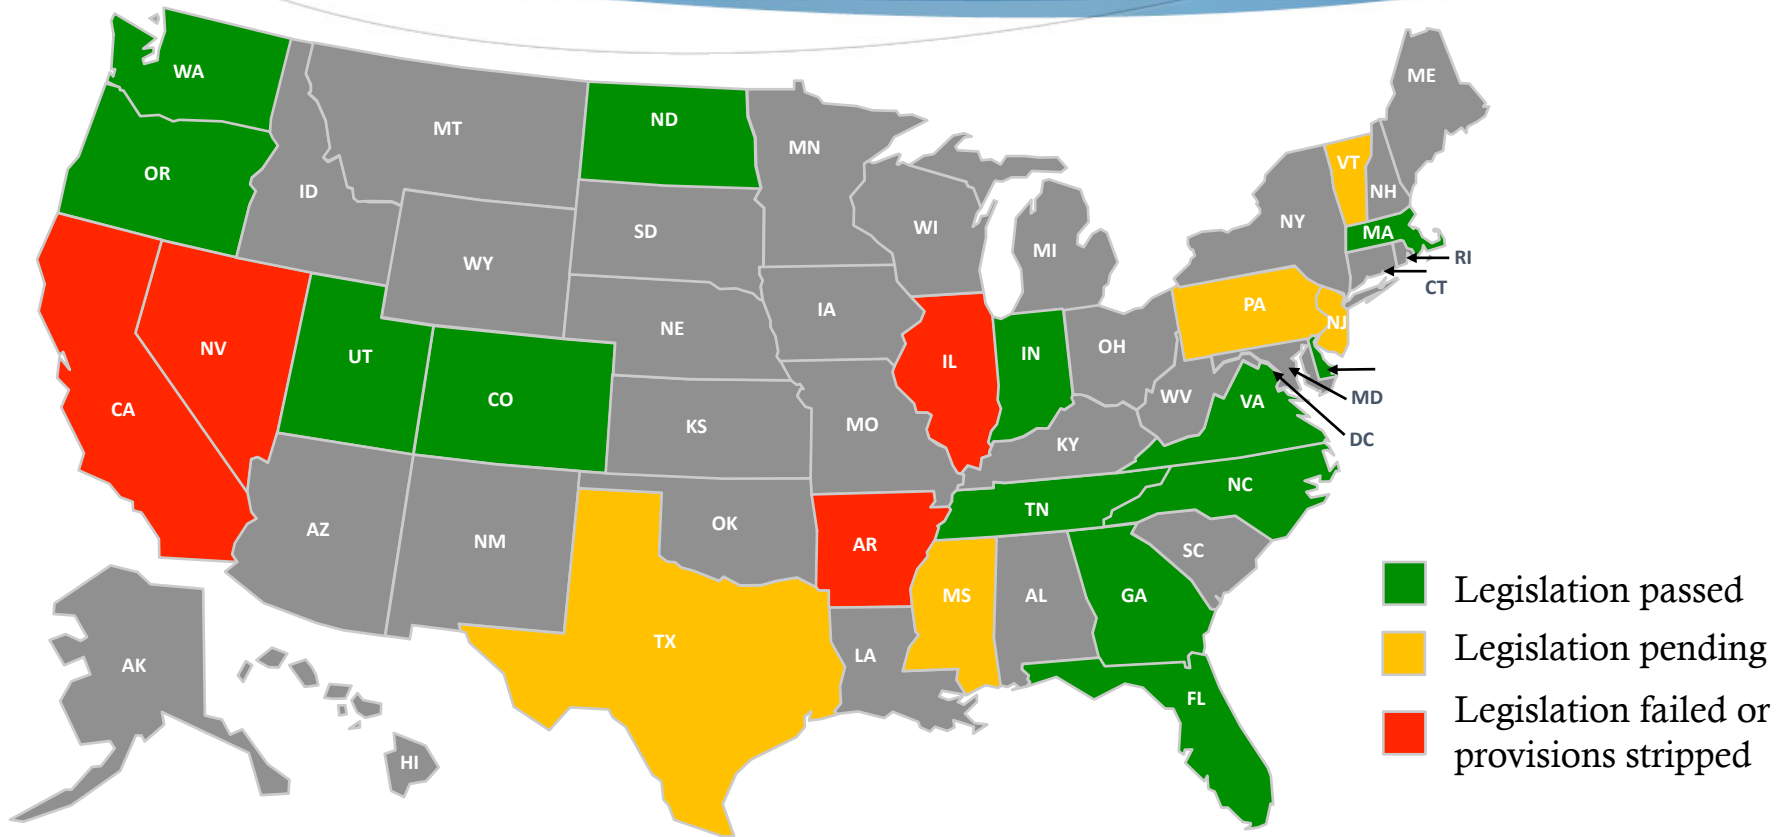 WA
ME
ND
MT
MN
VT
OR
ID
NH
NY
WI
SD
MA
MI
RI
WY
CT
PA
IA
NJ
NE
OH
NV
UT
IL
IN
MD
WV
CO
VA
CA
KS
MO
DC
KY
NC
TN
OK
AZ
NM
AR
SC
MS
AL
GA
TX
LA
AK
FL
HI
Legislation passed
Legislation pending
Legislation failed or
provisions stripped